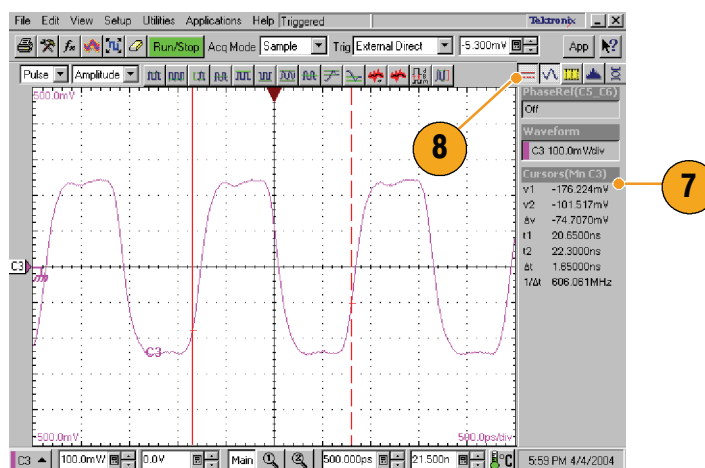 File Edit View Setup Utilities Applications Help Triggered Tektronix
Run/Stop Acq Mode Sample Trig External Direct -5.300mV App
Pulse Amplitude
500.0mV
PhaseRef(C5_C6)
Off
8
Waveform
C3 100.0mV/div
Cursors(Mn C3)
7
v1 -176.224mV
v2 -101.517mV
Δv -74.7070mV
t1 20.6500ns
t2 22.3000ns
Δt 1.65000ns
1/Δt 606.061MHz
C3
C3
-500.0mV
500.0ps/div
C3 100.0mV 0.0V Main 500.000ps 21.500n °C 5:59 PM 4/4/2004